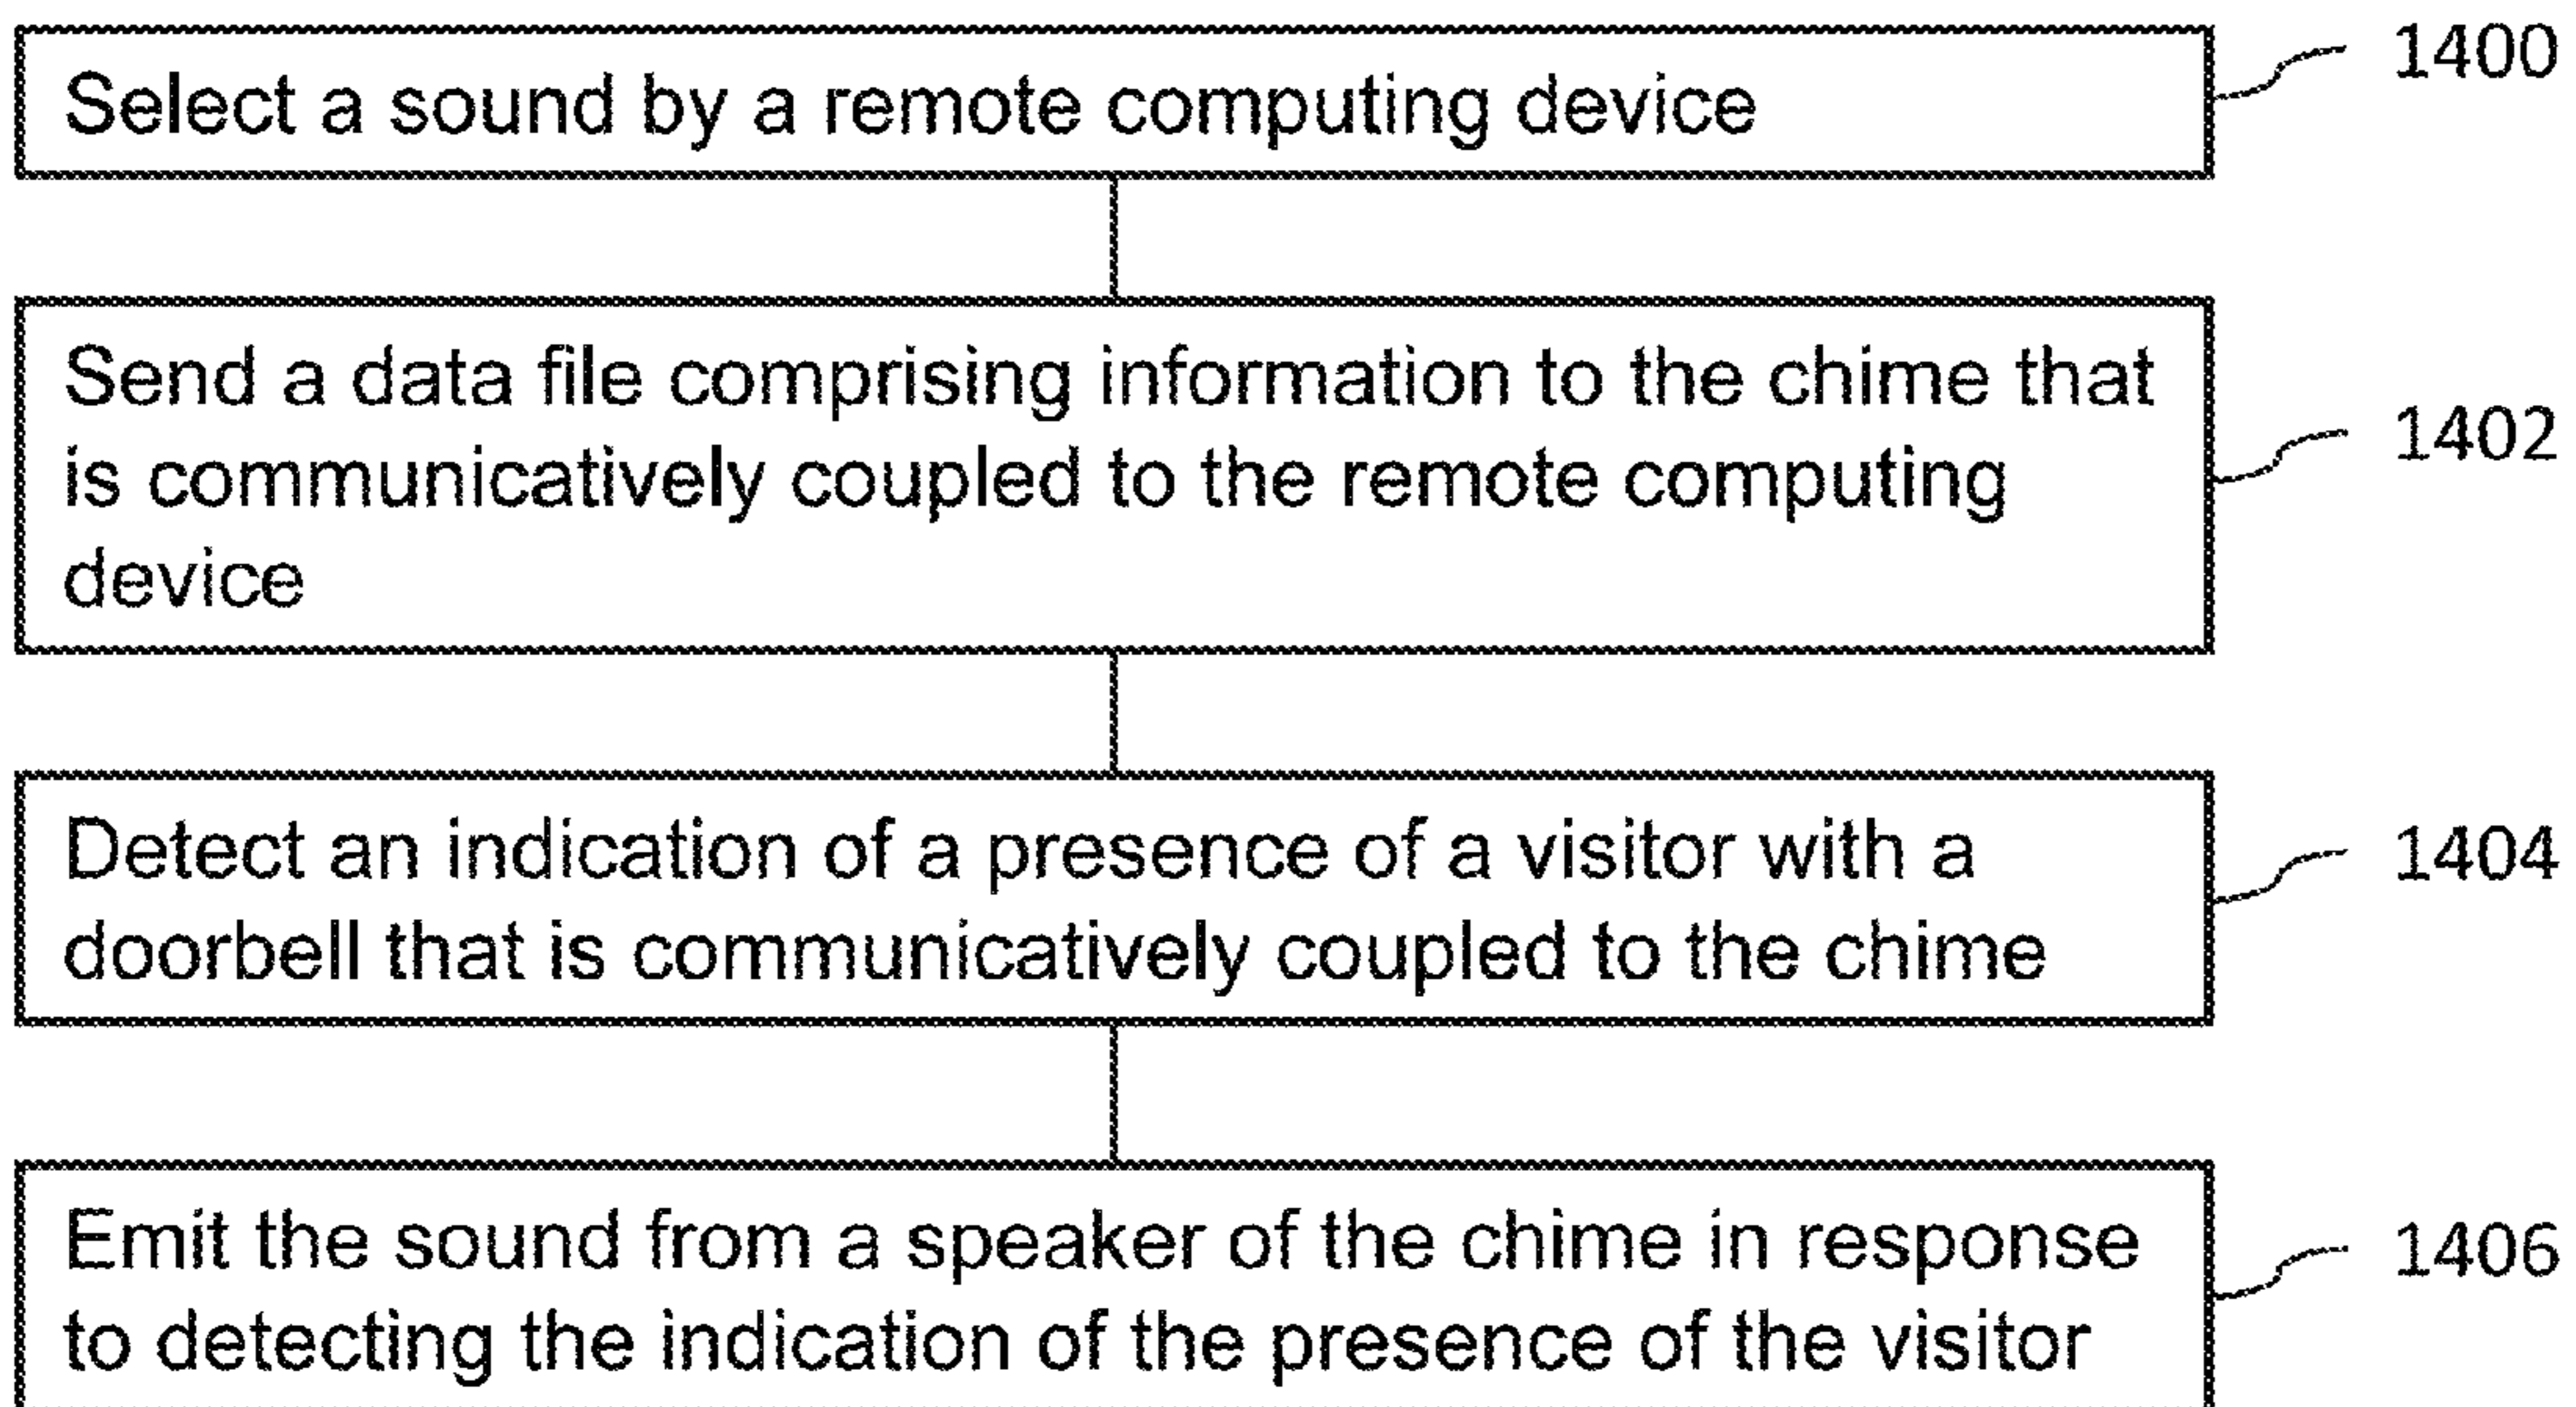 Select a sound by a remote computing device
1400
Send a data file comprising information to the chime that
is communicatively coupled to the remote computing
device
1402
Detect an indication of a presence of a visitor with a
doorbell that is communicatively coupled to the chime
1404
Emit the sound from a speaker of the chime in response
to detecting the indication of the presence of the visitor
1406